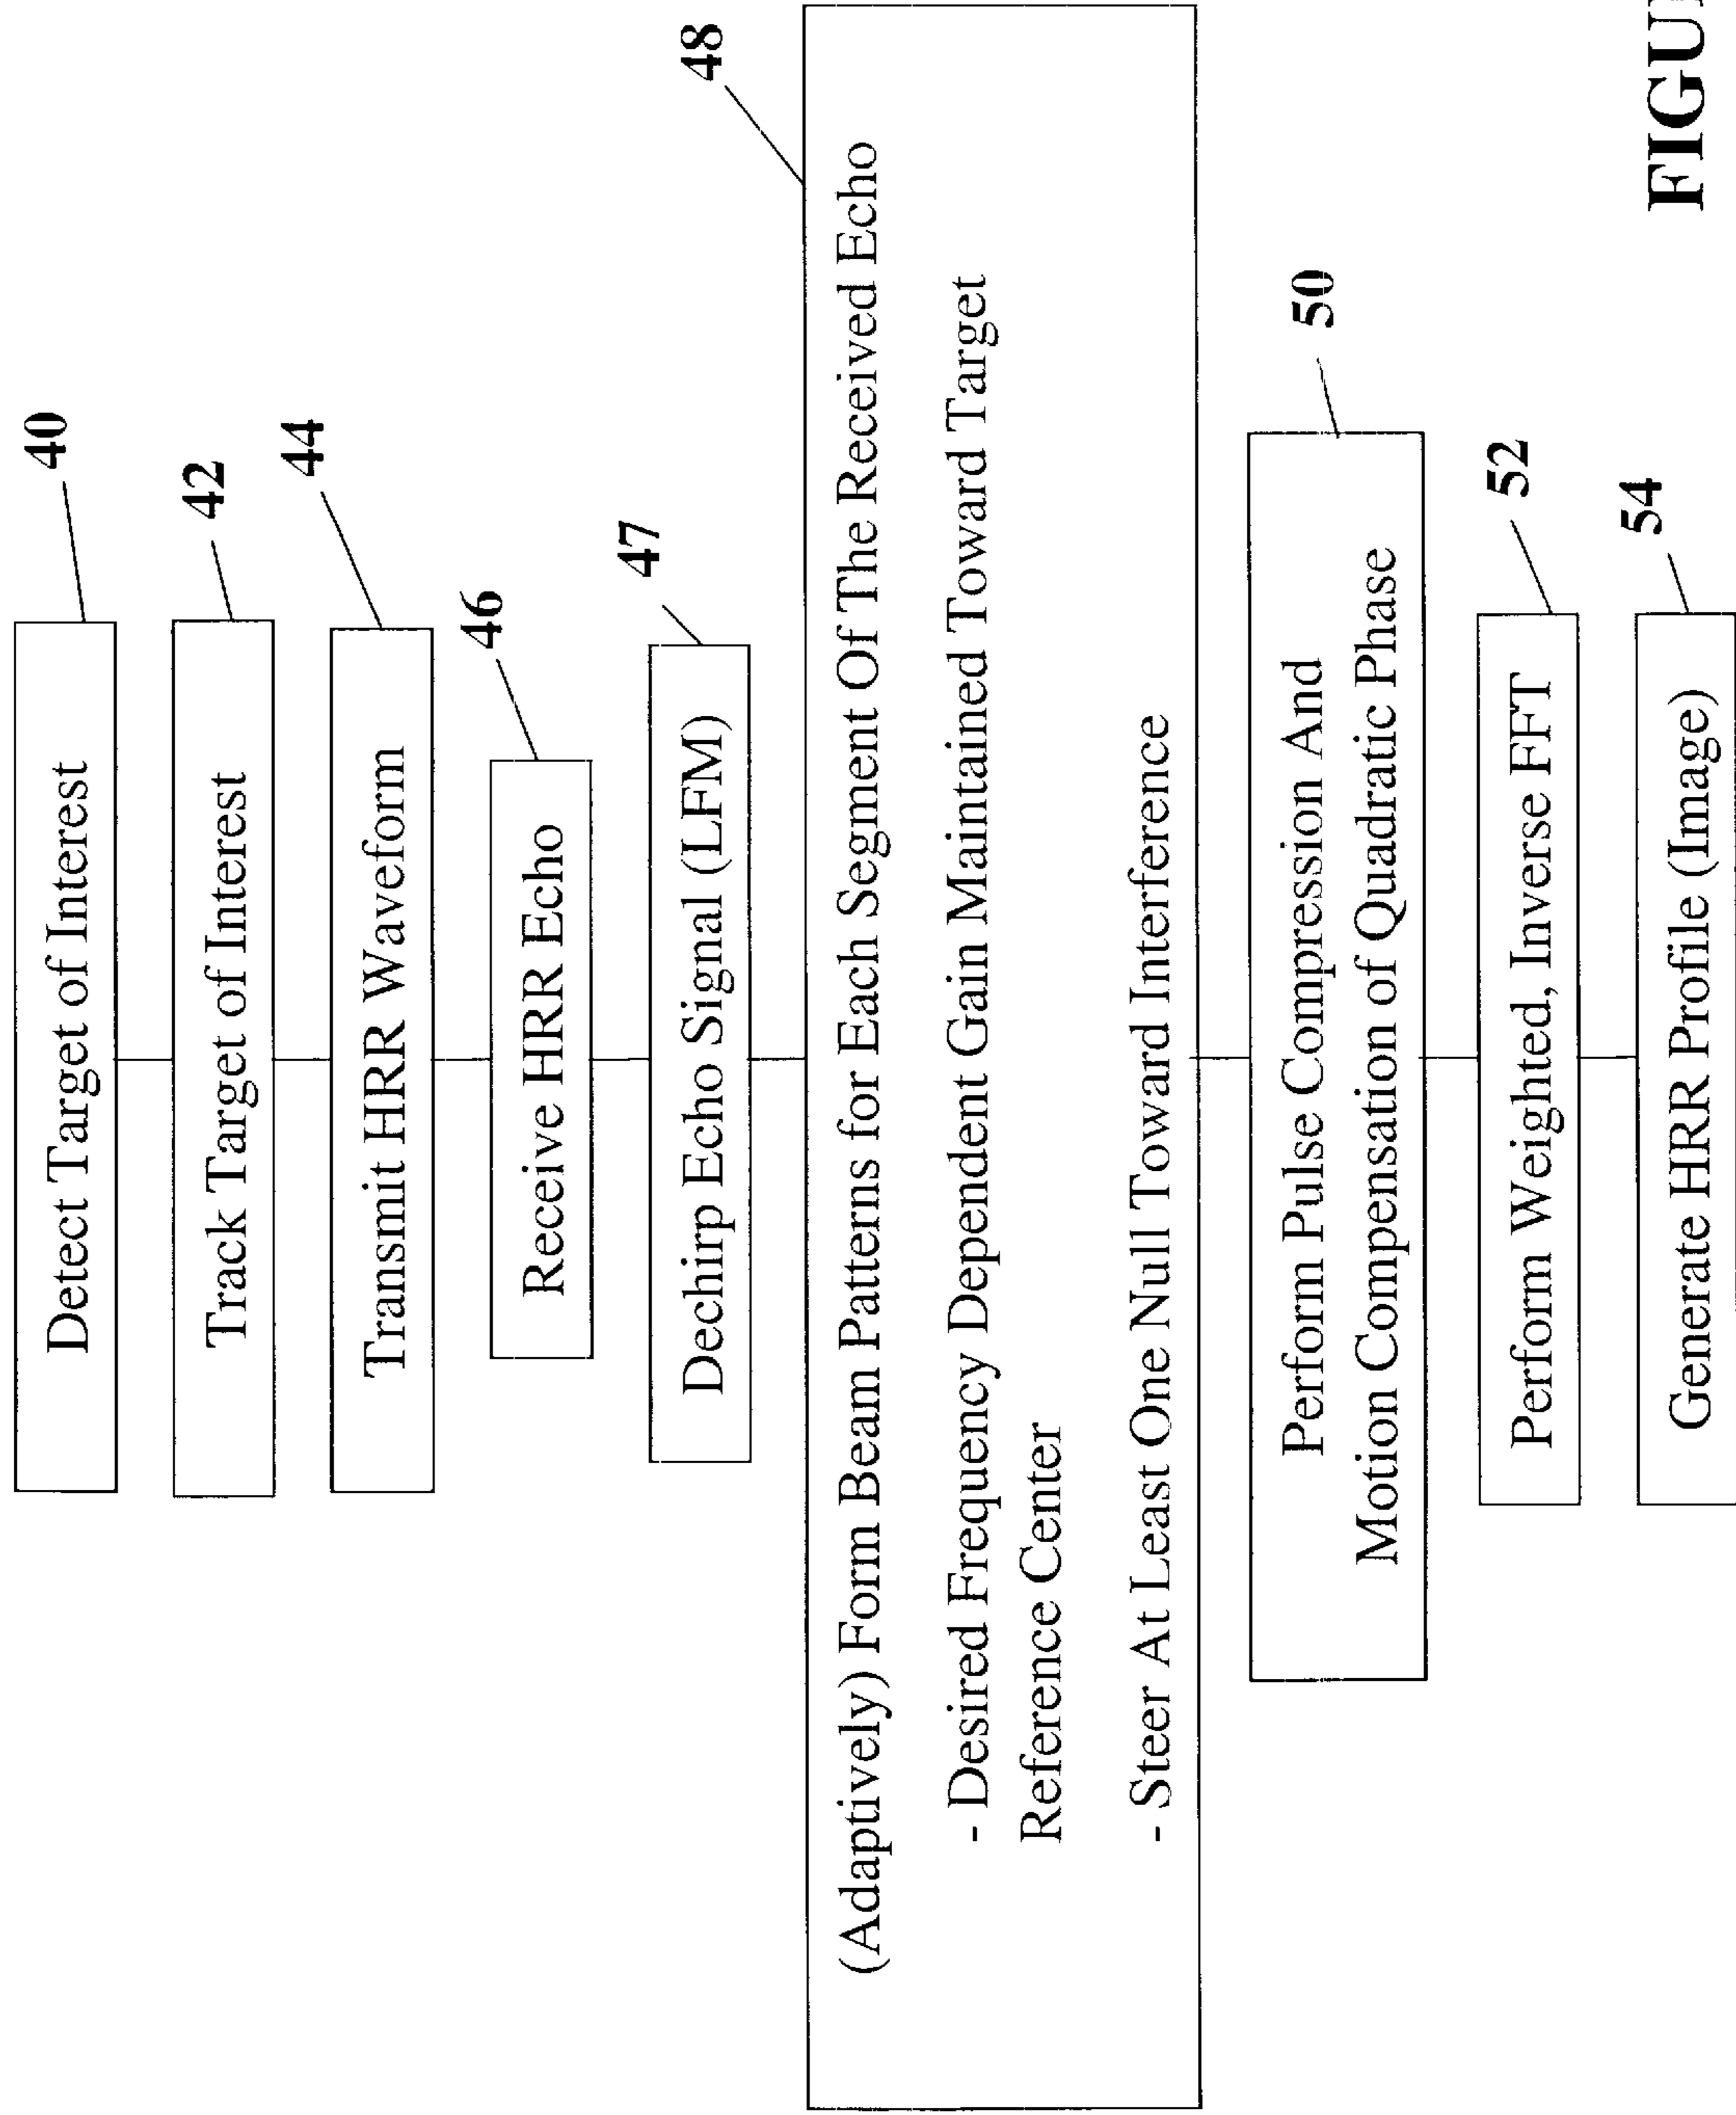 40
Detect Target of Interest
42
Track Target of Interest
44
Transmit HRR Waveform
46
Receive HRR Echo
47
Dechirp Echo Signal (LFM)
48
(Adaptively) Form Beam Patterns for Each Segment Of The Received Echo
- Desired Frequency Dependent Gain Maintained Toward Target
Reference Center
- Steer At Least One Null Toward Interference
50
Perform Pulse Compression And
Motion Compensation of Quadratic Phase
52
Perform Weighted, Inverse FFT
54
Generate HRR Profile (Image)